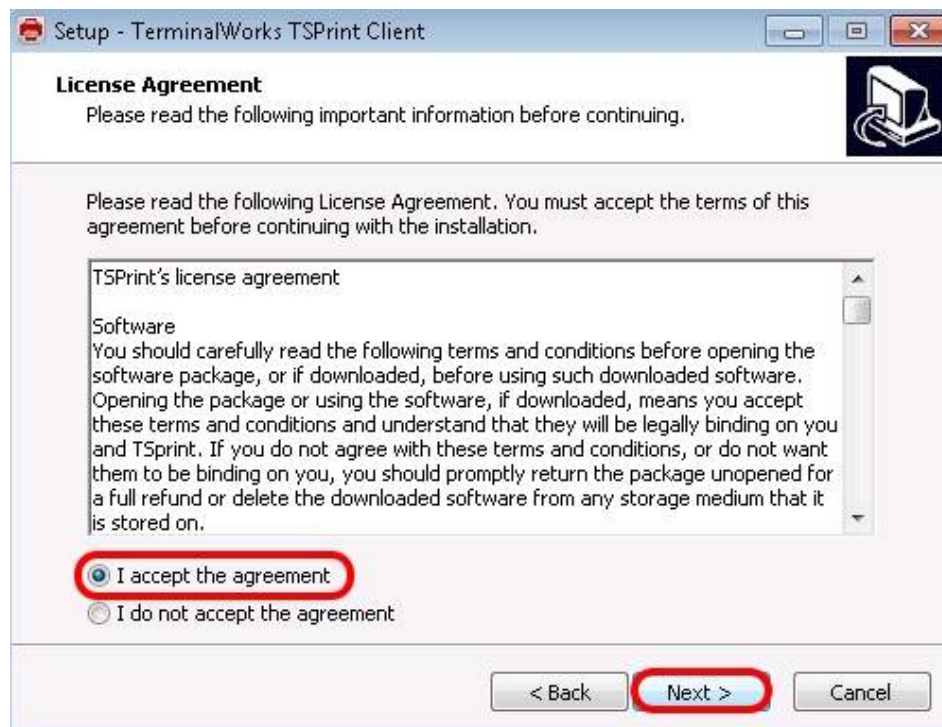 Setup - TerminalWorks TSPrint Client
License Agreement
Please read the following important information before continuing.
Please read the following License Agreement. You must accept the terms of this
agreement before continuing with the installation.
TSPrint's license agreement
Software
You should carefully read the following terms and conditions before opening the
software package, or if downloaded, before using such downloaded software.
Opening the package or using the software, if downloaded, means you accept
these terms and conditions and understand that they will be legally binding on you
and TSprint. If you do not agree with these terms and conditions, or do not want
them to be binding on you, you should promptly return the package unopened for
a full refund or delete the downloaded software from any storage medium that it
is stored on.
I accept the agreement
I do not accept the agreement
< Back Next > Cancel